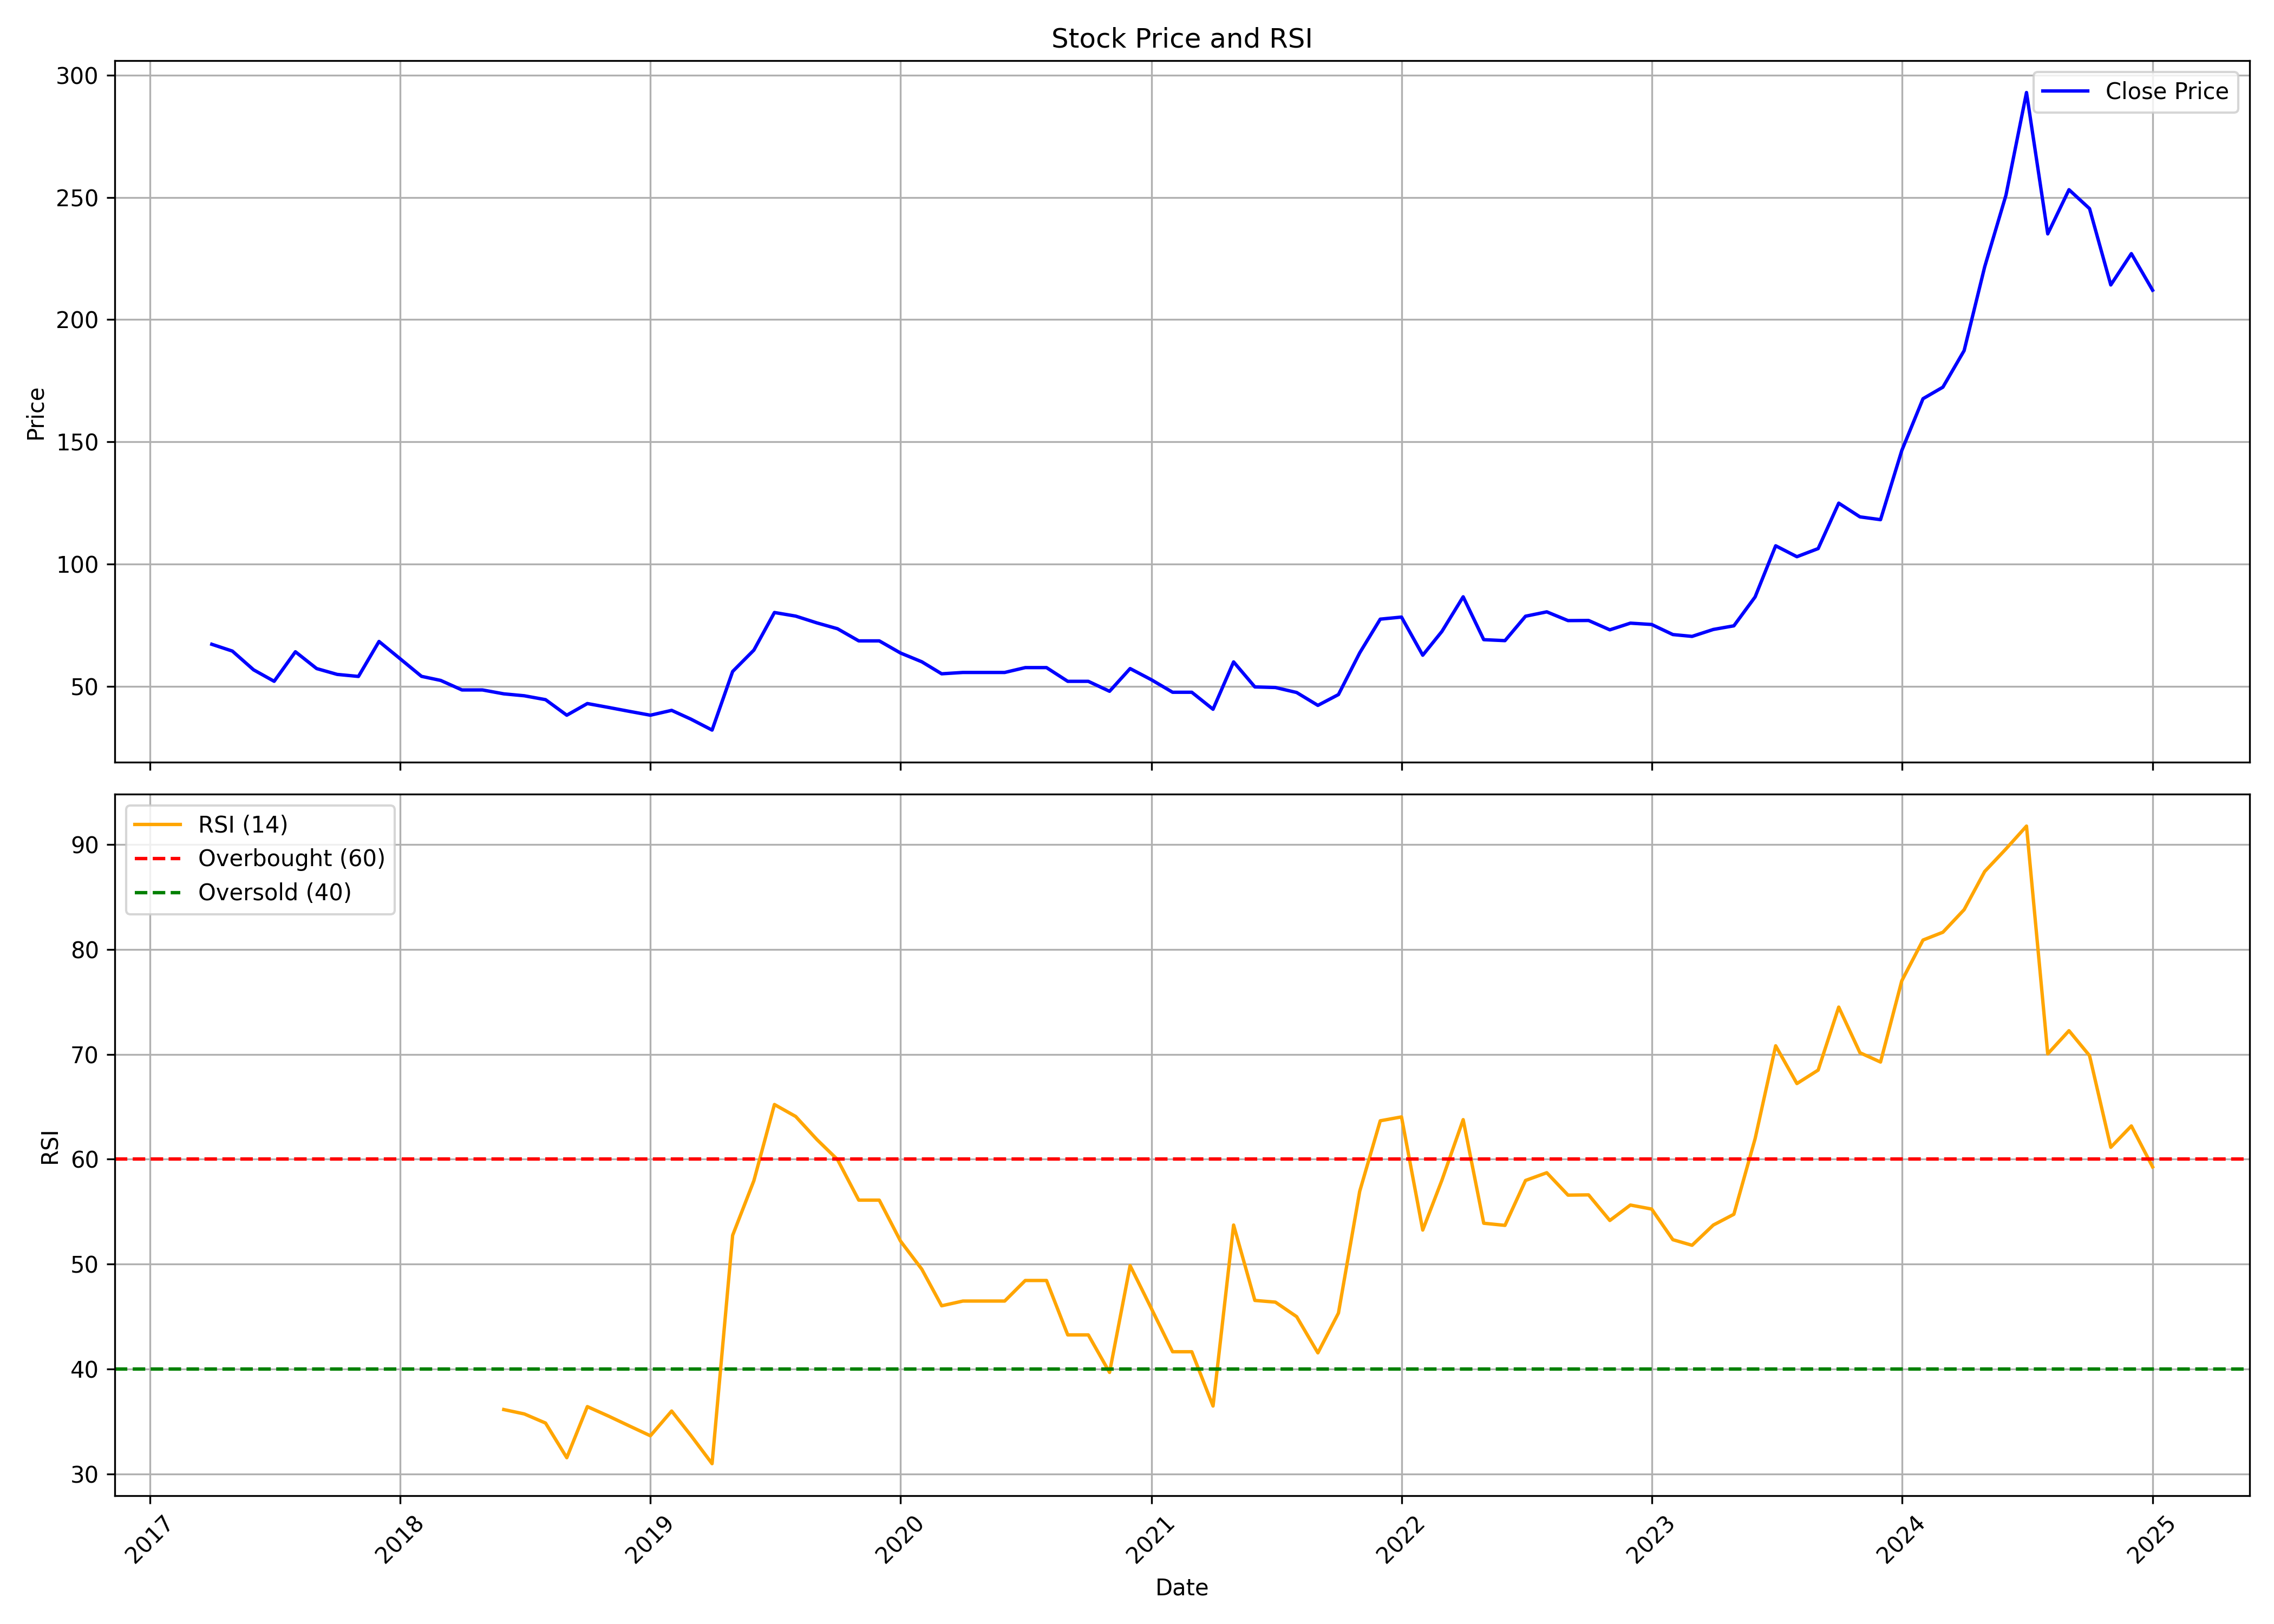 Stock Price and RSI
300
250
200
150
100
50
Price
Close Price
90
80
70
60
50
40
30
RSI
RSI (14)
Overbought (60)
Oversold (40)
2017
2018
2019
2020
2021
2022
2023
2024
2025
Date